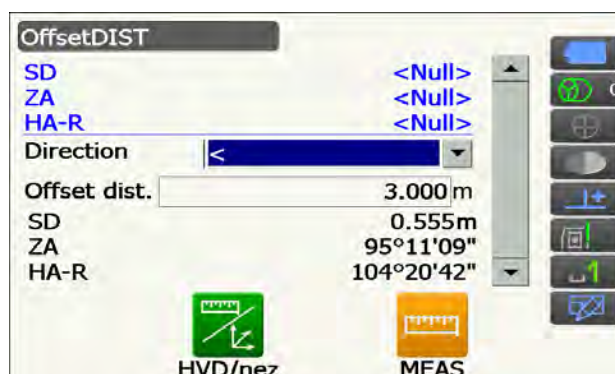 OffsetDIST
SD <Null>
ZA <Null>
HA-R <Null>
Direction <
Offset dist. 3.000 m
SD 0.555m
ZA 95°11'09"
HA-R 104°20'42"
HVD/nez MEAS